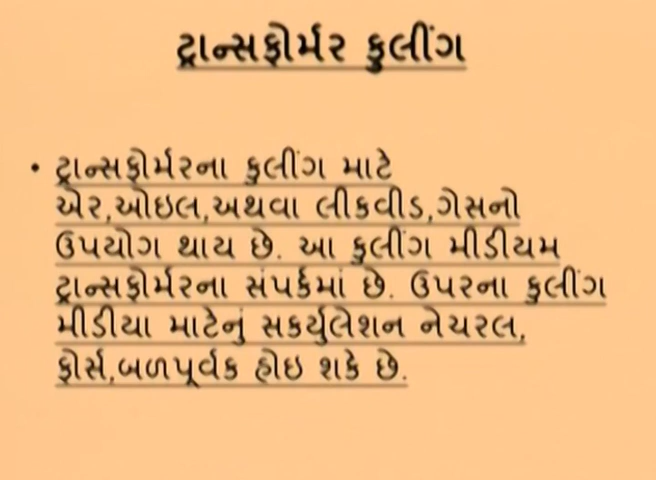 ટ્રાન્સફોર્મર કુલીંગ
• ટ્રાન્સફોર્મરના કુલીંગ માટે
એર,ઓઇલ,અથવા લીકવીડ,ગેસનો
ઉપયોગ થાય છે. આ કુલીંગ મીડીયમ
ટ્રાન્સફોર્મરના સંપર્કમાં છે. ઉપરના કુલીંગ
મીડીયા માટેનું સકર્યુલેશન નેચરલ,
ફોર્સ,બળપૂર્વક હોઇ શકે છે.